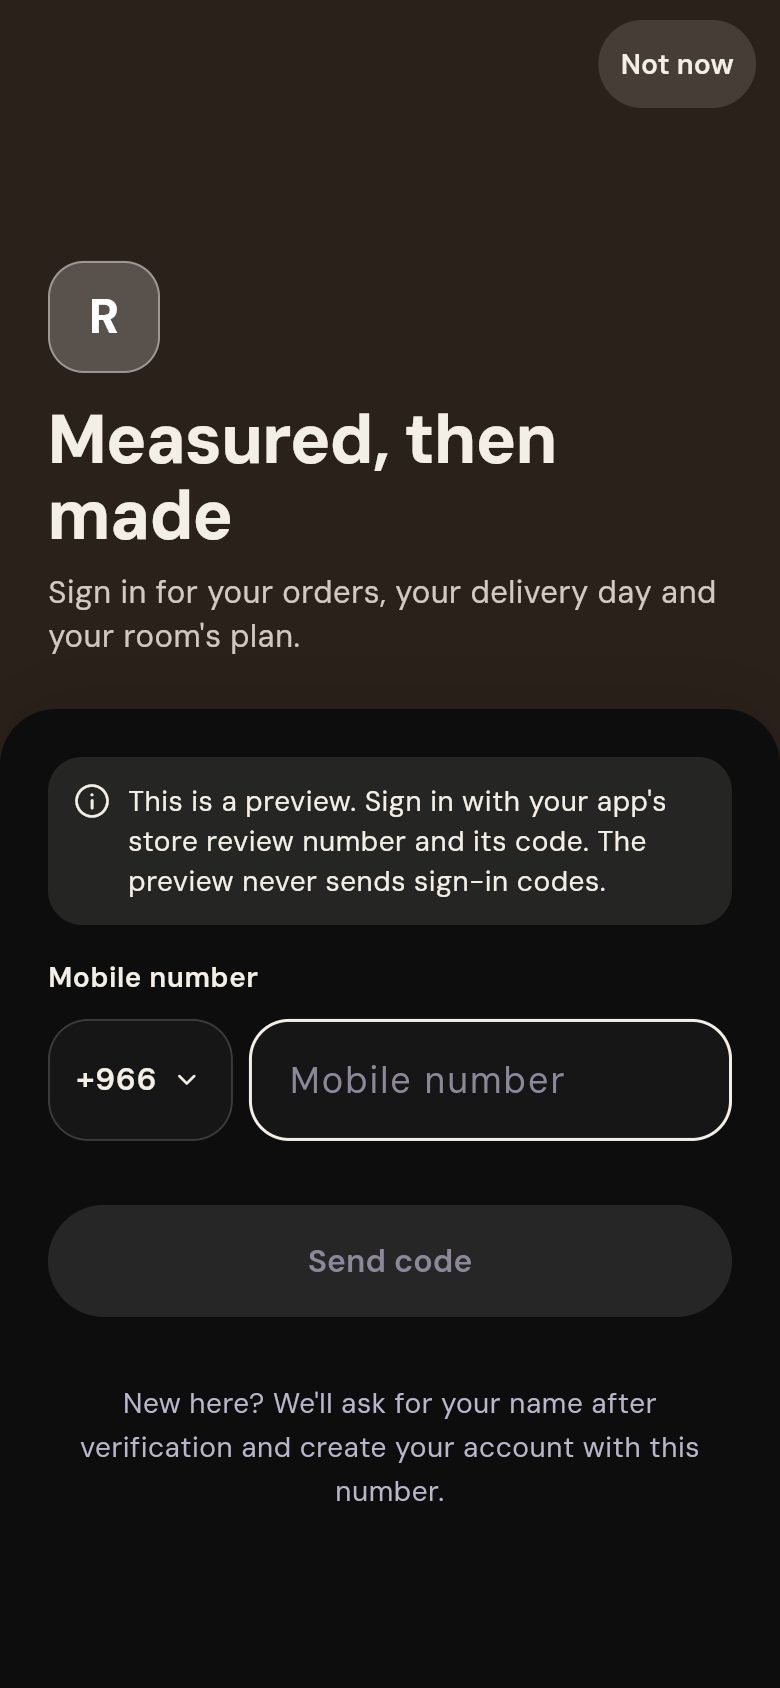 Not now
R
Measured, then
made
Sign in for your orders, your delivery day and
your room's plan.
This is a preview. Sign in with your app's
store review number and its code. The
preview never sends sign-in codes.
Mobile number
+966
Mobile number
Send code
New here? We'll ask for your name after
verification and create your account with this
number.